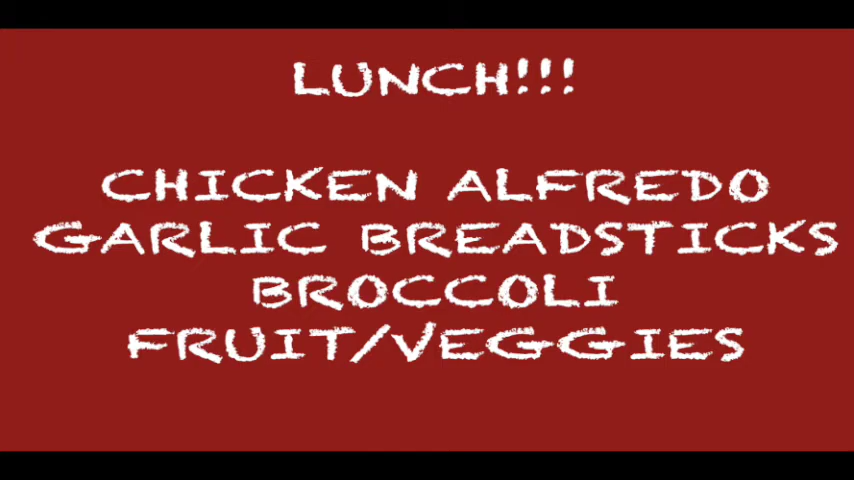 LUNCH!!!
CHICKEN ALFREDO
GARLIC BREADSTICKS
BROCCOLI
FRUIT/VEGGIES